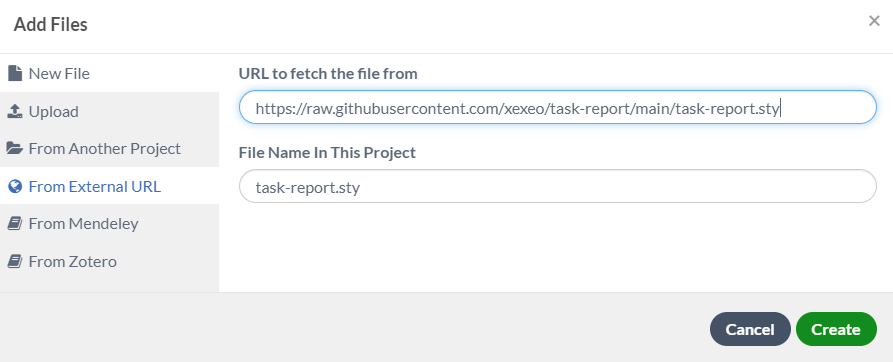 Add Files
×
New File
Upload
From Another Project
From External URL
From Mendeley
From Zotero
URL to fetch the file from
https://raw.githubusercontent.com/xexeo/task-report/main/task-report.sty
File Name In This Project
task-report.sty
Cancel
Create